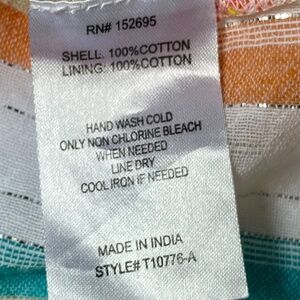 RN# 152695
SHELL: 100%COTTON
LINING: 100%COTTON
HAND WASH COLD
ONLY NON CHLORINE BLEACH
WHEN NEEDED
LINE DRY
COOL IRON IF NEEDED
MADE IN INDIA
STYLE# T10776-A